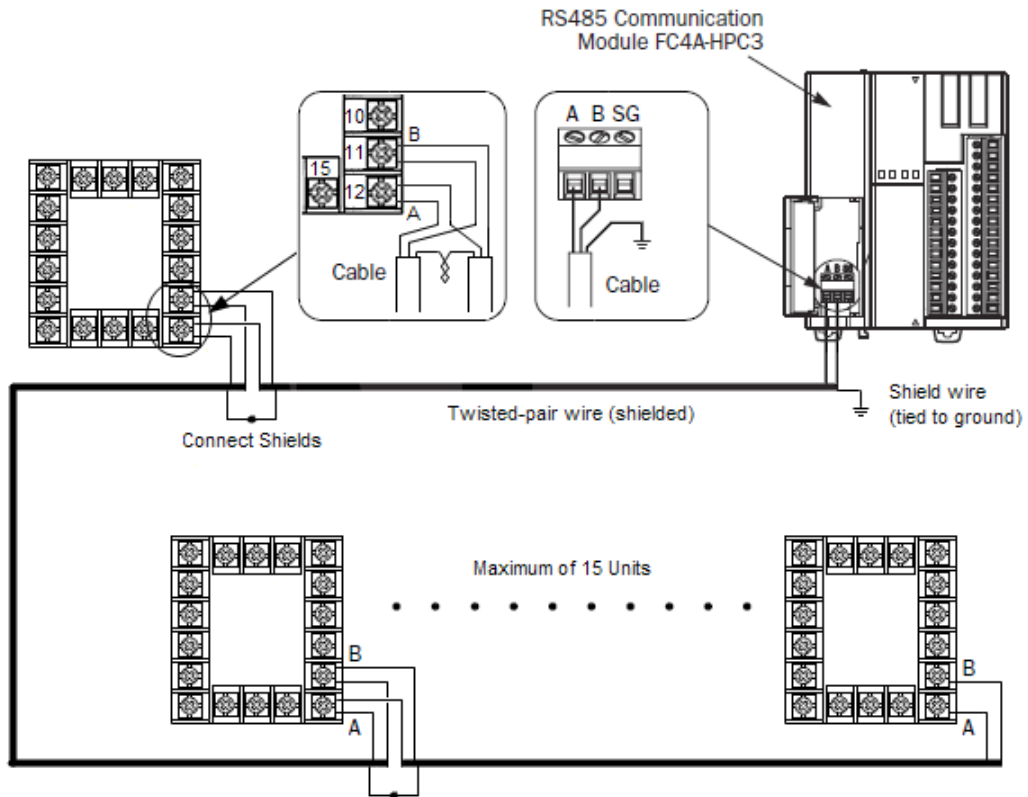 RS485 Communication
Module FC4A-HPC3
10
B
11
15
12
A
Cable
A B SG
Cable
A B SG
Shield wire
(tied to ground)
Twisted-pair wire (shielded)
Connect Shields
Maximum of 15 Units
B
A
B
A